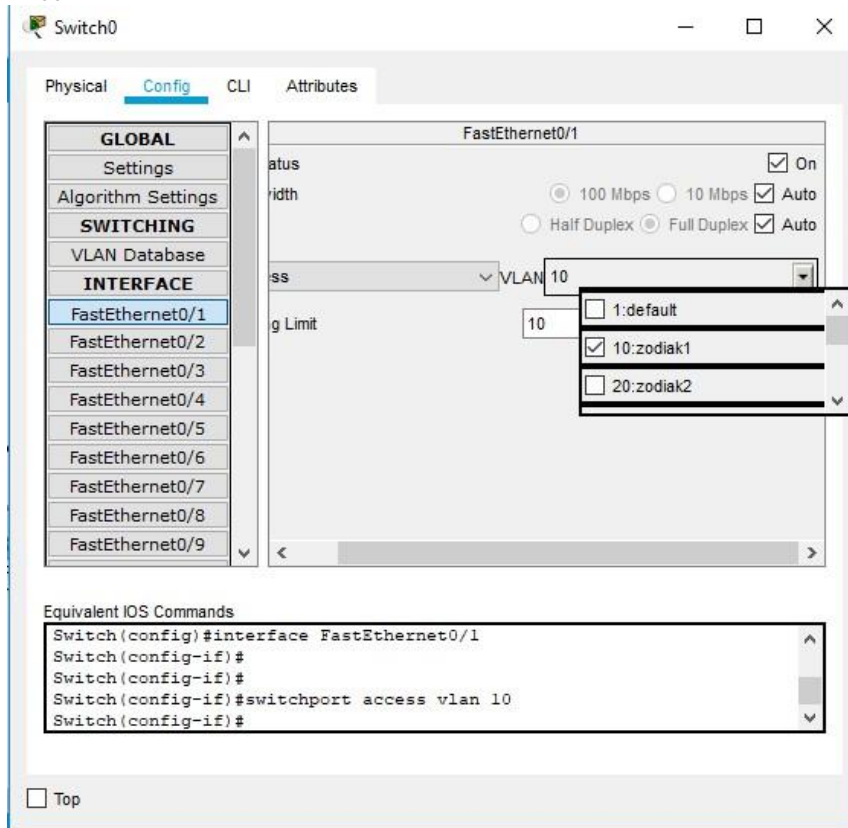 Switch0
Physical Config CLI Attributes
GLOBAL
Settings
Algorithm Settings
SWITCHING
VLAN Database
INTERFACE
FastEthernet0/1
FastEthernet0/2
FastEthernet0/3
FastEthernet0/4
FastEthernet0/5
FastEthernet0/6
FastEthernet0/7
FastEthernet0/8
FastEthernet0/9
FastEthernet0/1
atus On
idth 100 Mbps 10 Mbps Auto
Half Duplex Full Duplex Auto
ss VLAN 10
g Limit 10
1:default
10:zodiak1
20:zodiak2
Equivalent IOS Commands
Switch(config)#interface FastEthernet0/1
Switch(config-if)#
Switch(config-if)#
Switch(config-if)#switchport access vlan 10
Switch(config-if)#
Top